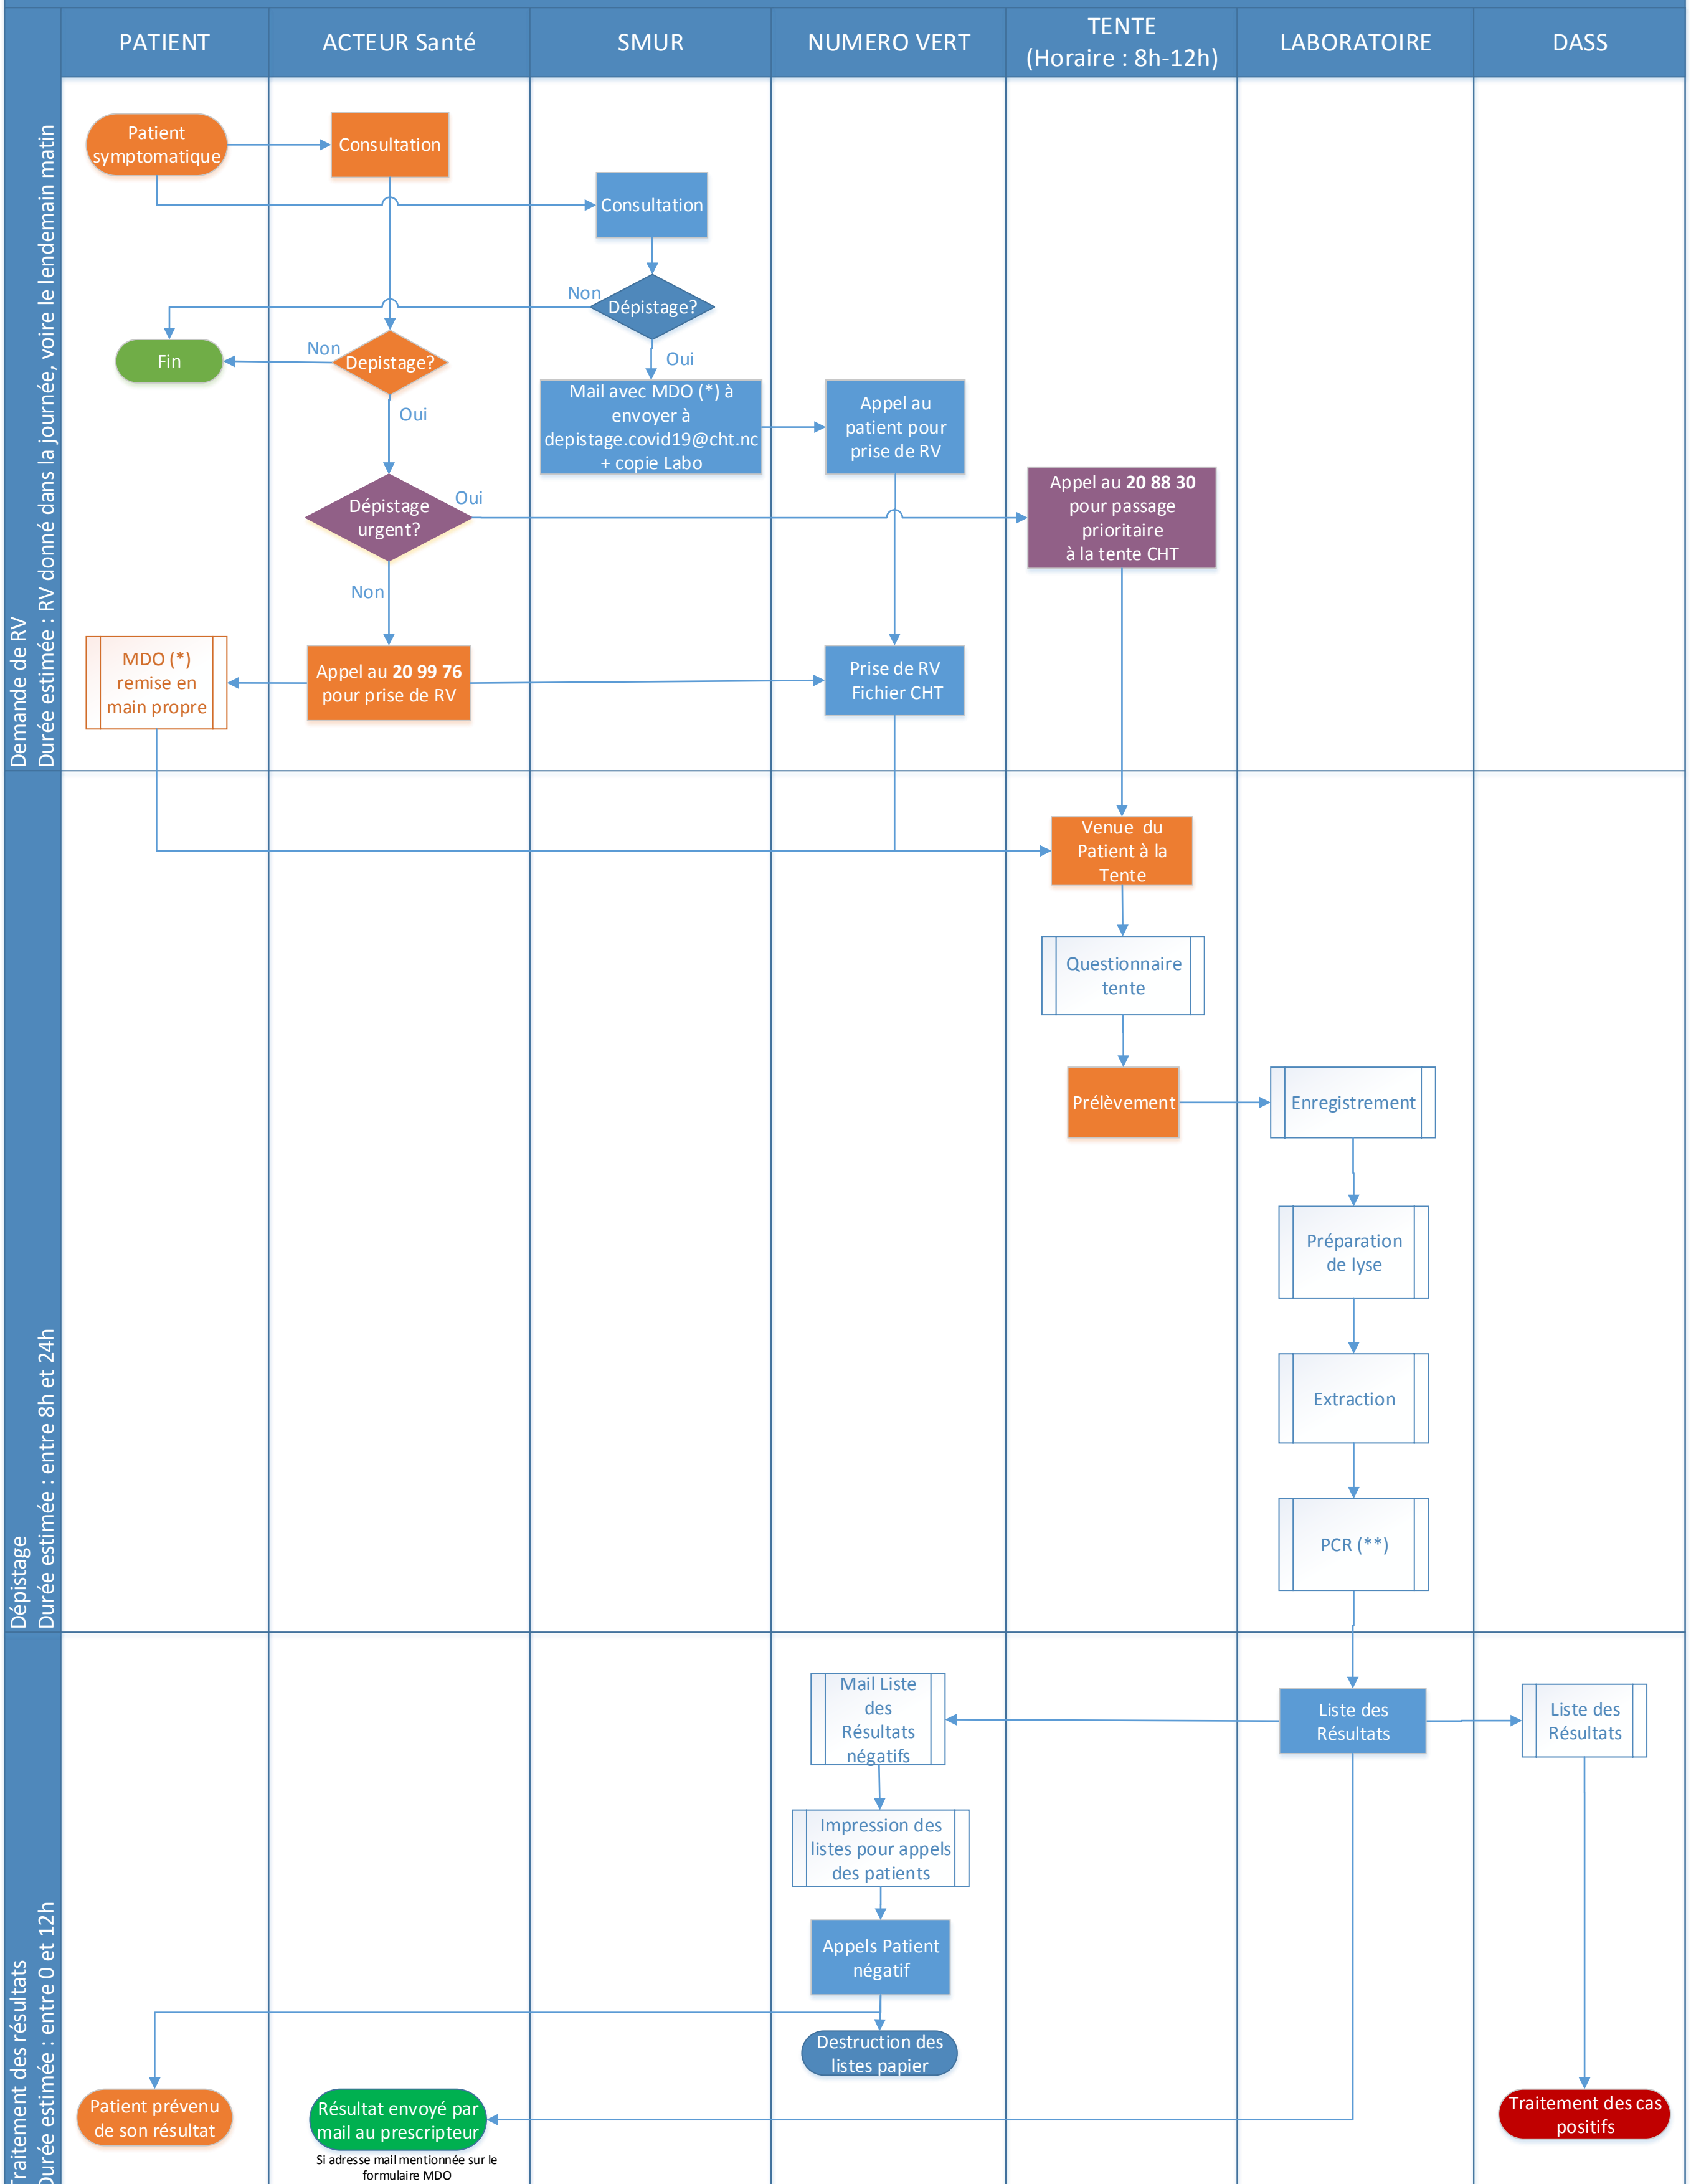 PATIENT
ACTEUR Santé
SMUR
NUMERO VERT
TENTE
(Horaire : 8h-12h)
LABORATOIRE
DASS
Demande de RV
Durée estimée : RV donné dans la journée, voire le lendemain matin
Patient
symptomatique
Consultation
Consultation
Dépistage?
Non
Oui
Fin
Non
Depistage?
Oui
Mail avec MDO (*) à
envoyer à
depistage.covid19@cht.nc
+ copie Labo
Appel au
patient pour
prise de RV
Dépistage
urgent?
Oui
Non
Appel au 20 88 30
pour passage
prioritaire
à la tente CHT
MDO (*)
remise en
main propre
Appel au 20 99 76
pour prise de RV
Prise de RV
Fichier CHT
Dépistage
Durée estimée : entre 8h et 24h
Venue du
Patient à la
Tente
Questionnaire
tente
Prélèvement
Enregistrement
Préparation
de lyse
Extraction
PCR (**)
Traitement des résultats
Durée estimée : entre 0 et 12h
Mail Liste
des
Résultats
négatifs
Liste des
Résultats
Liste des
Résultats
Impression des
listes pour appels
des patients
Appels Patient
négatif
Destruction des
listes papier
Patient prévenu
de son résultat
Résultat envoyé par
mail au prescripteur
Si adresse mail mentionnée sur le
formulaire MDO
Traitement des cas
positifs